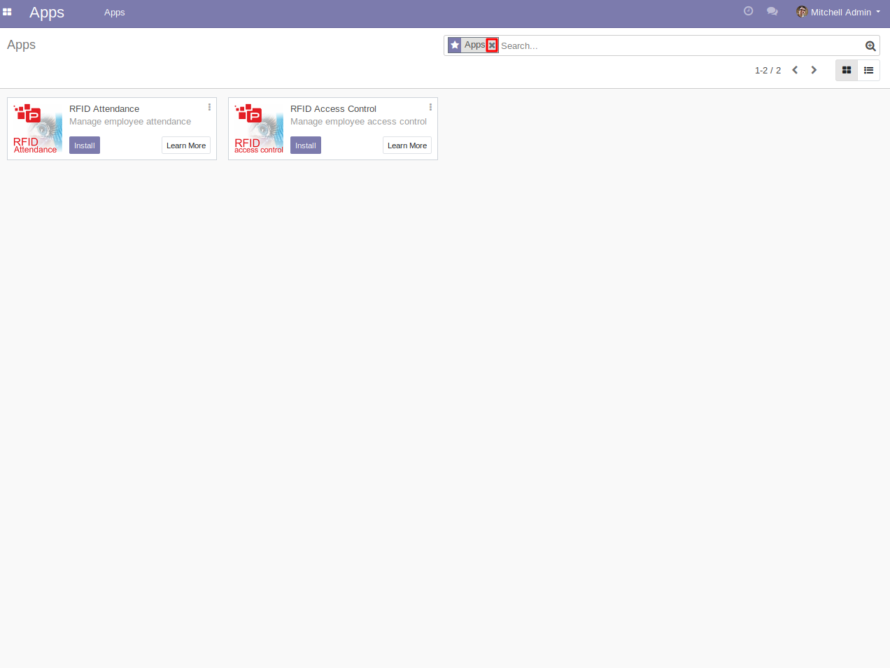 Apps
Apps
Mitchell Admin
Apps
Apps
Search...
1-2 / 2
RFID
Attendance
RFID Attendance
Manage employee attendance
Install
Learn More
RFID
access control
RFID Access Control
Manage employee access control
Install
Learn More